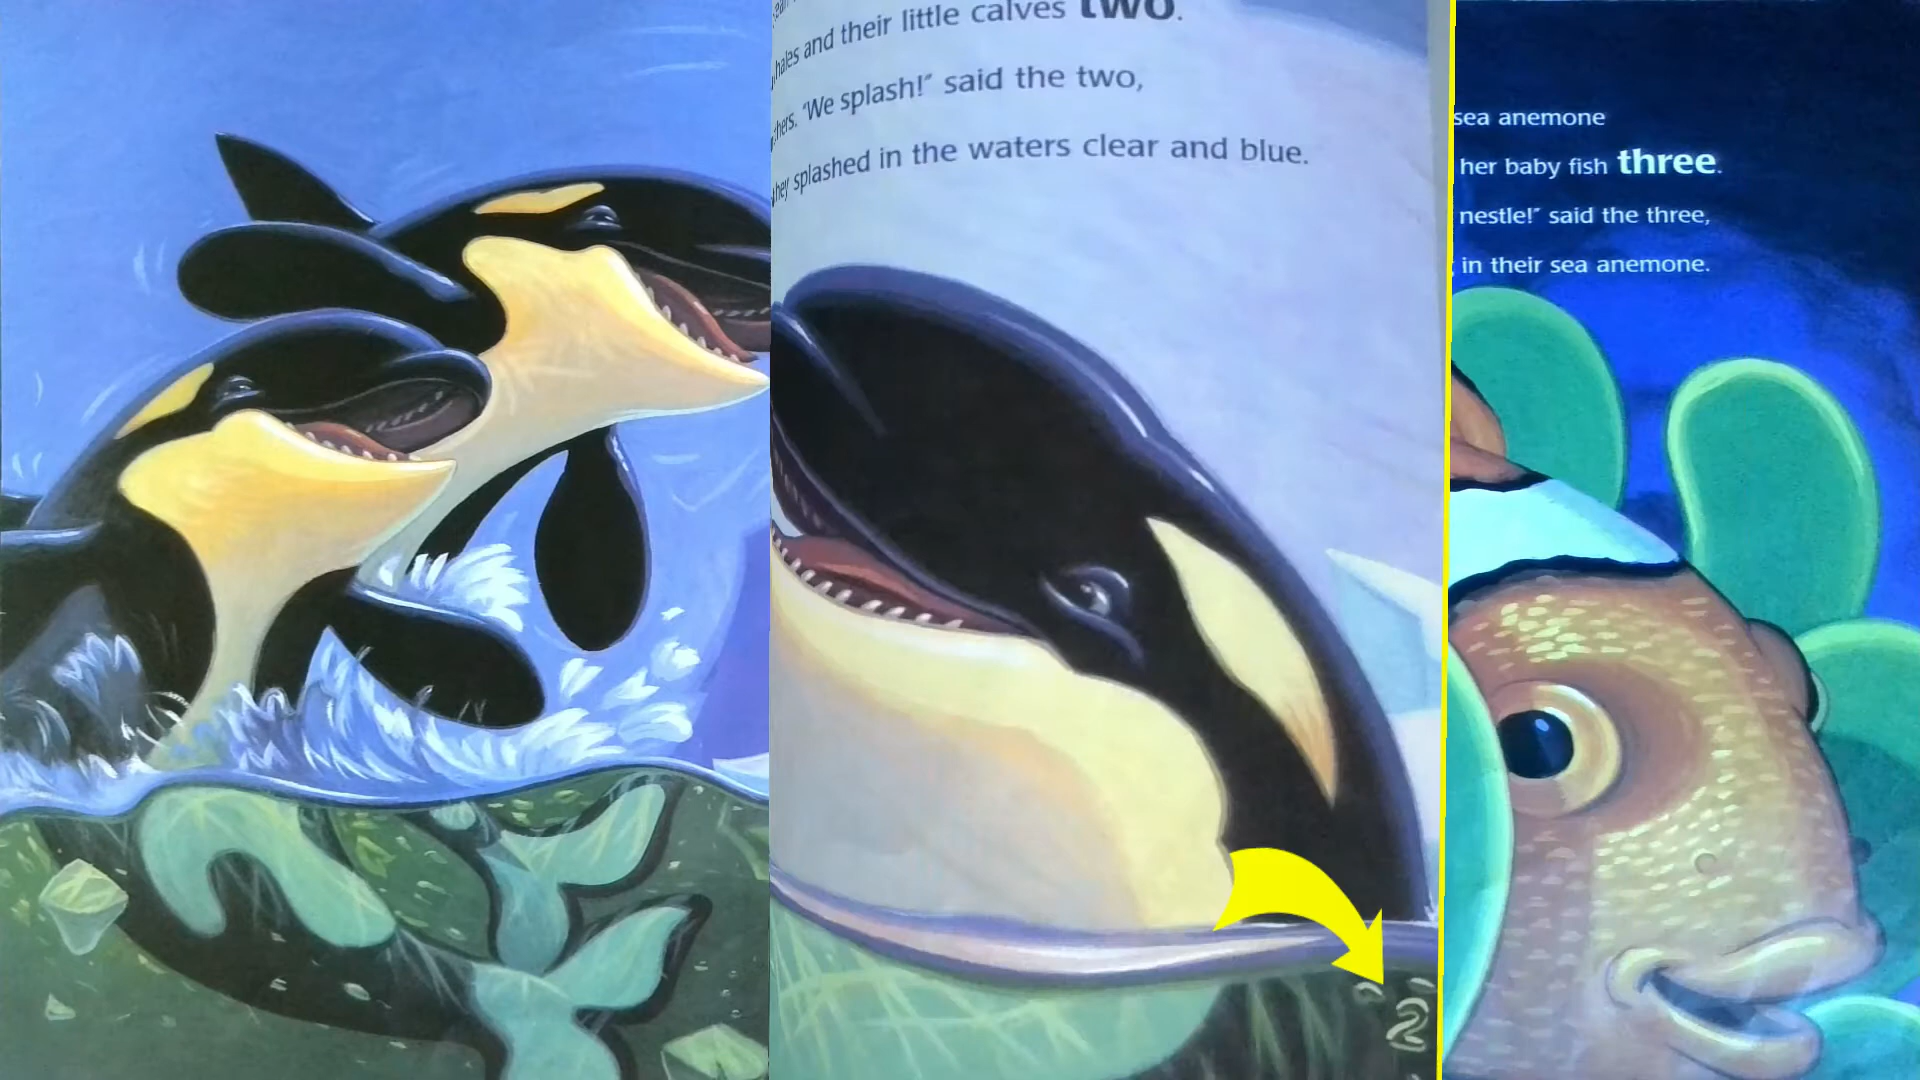 and their little calves two.
"We splash!" said the two,
splashed in the waters clear and blue.
2
sea anemone
her baby fish three.
nestle!" said the three,
in their sea anemone.